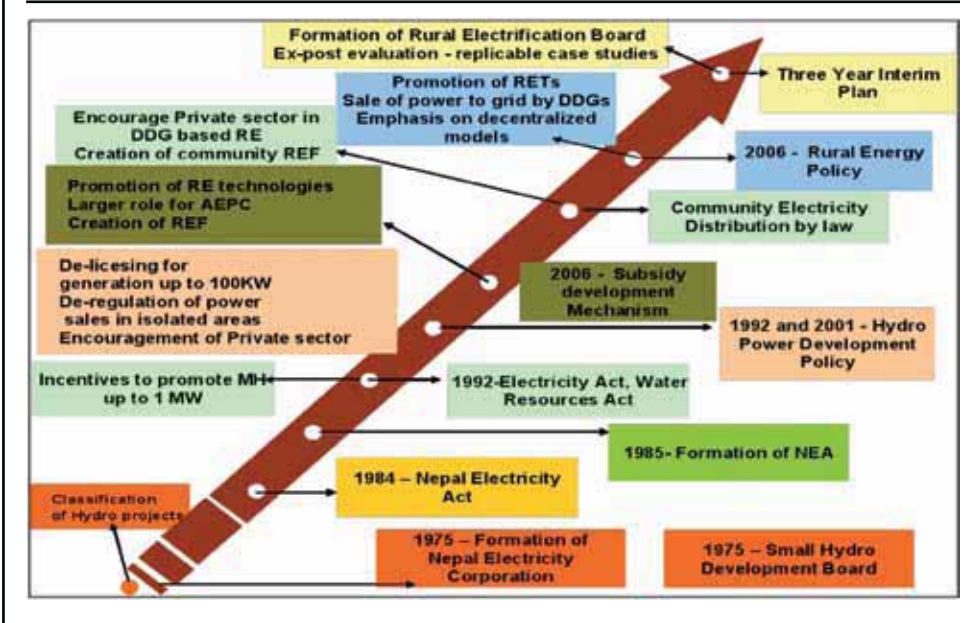 Formation of Rural Electrification Board
Ex-post evaluation - replicable case studies
Three Year Interim
Plan
Promotion of RETs
Sale of power to grid by DDGs
Emphasis on decentralized
models
2006 - Rural Energy
Policy
Encourage Private sector in
DDG based RE
Creation of community REF
Community Electricity
Distribution by law
Promotion of RE technologies
Larger role for AEPC
Creation of REF
2006 - Subsidy
development
Mechanism
De-licesing for
generation up to 100KW
De-regulation of power
sales in isolated areas
Encouragement of Private sector
1992 and 2001 - Hydro
Power Development
Policy
Incentives to promote MH
up to 1 MW
1992-Electricity Act, Water
Resources Act
1985- Formation of NEA
1984 – Nepal Electricity
Act
Classification
of Hydro projects
1975 – Formation of
Nepal Electricity
Corporation
1975 – Small Hydro
Development Board